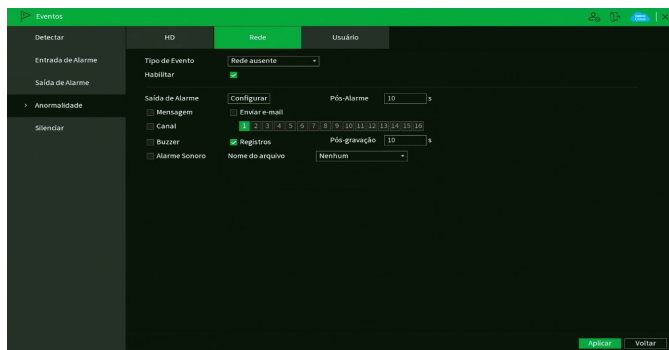 Eventos
Detectar
Entrada de Alarme
Saída de Alarme
Anormalidade
Silenciar
HD Rede Usuário
Tipo de Evento Rede ausente
Habilitar
Saída de Alarme Configurar Pós-Alarme 10 s
Mensagem Enviar e-mail
Canal 1 2 3 4 5 6 7 8 9 10 11 12 13 14 15 16
Buzzer Registros Pós-gravação 10 s
Alarme Sonoro Nome do arquivo Nenhum
Aplicar Voltar